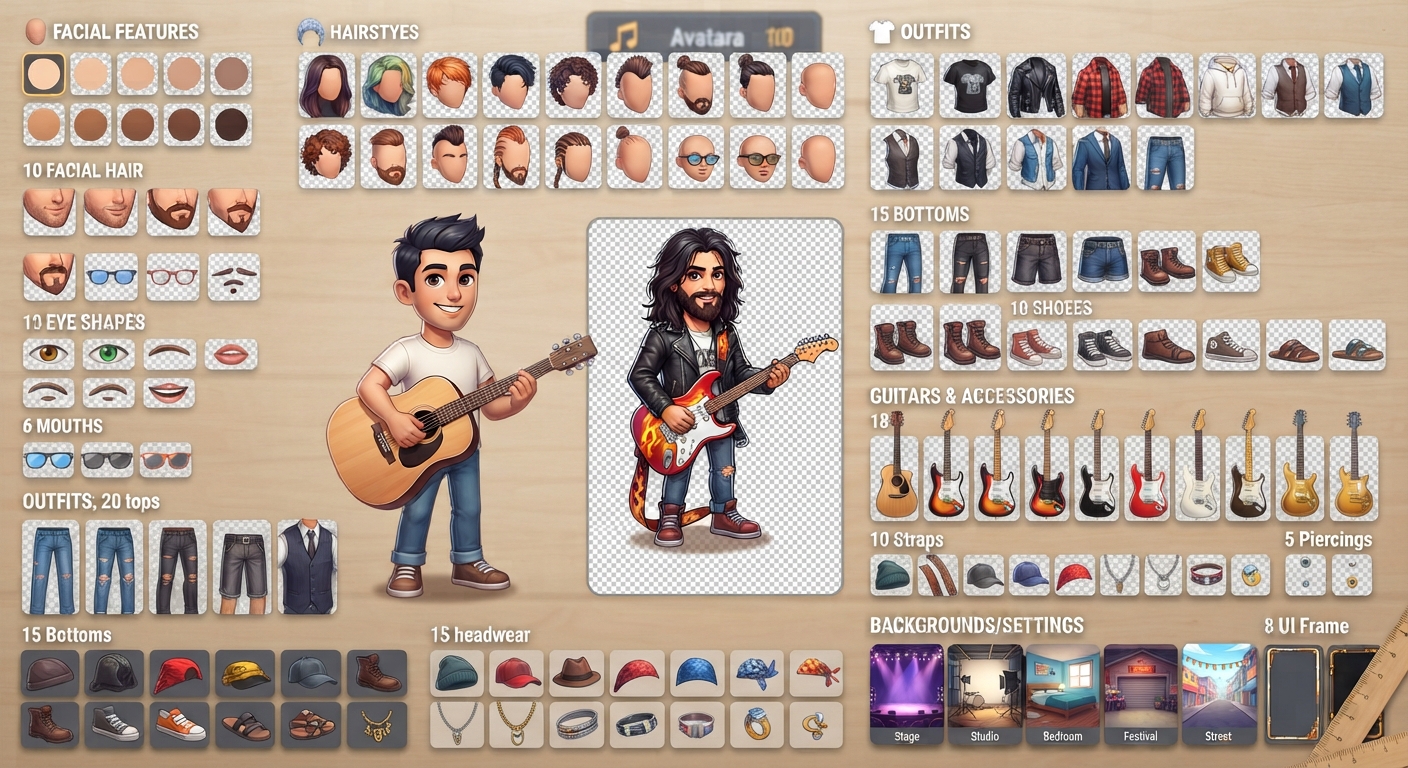 FACIAL FEATURES
10 FACIAL HAIR
10 EYE SHAPES
6 MOUTHS
OUTFITS, 20 tops
15 Bottoms
HAIRSTYES
Avatara
15 headwear
OUTFITS
15 BOTTOMS
10 SHOES
GUITARS & ACCESSORIES
18
10 Straps
5 Piercings
BACKGROUNDS/SETTINGS
8 UI Frame
Stage
Studio
Bedroom
Festival
Street